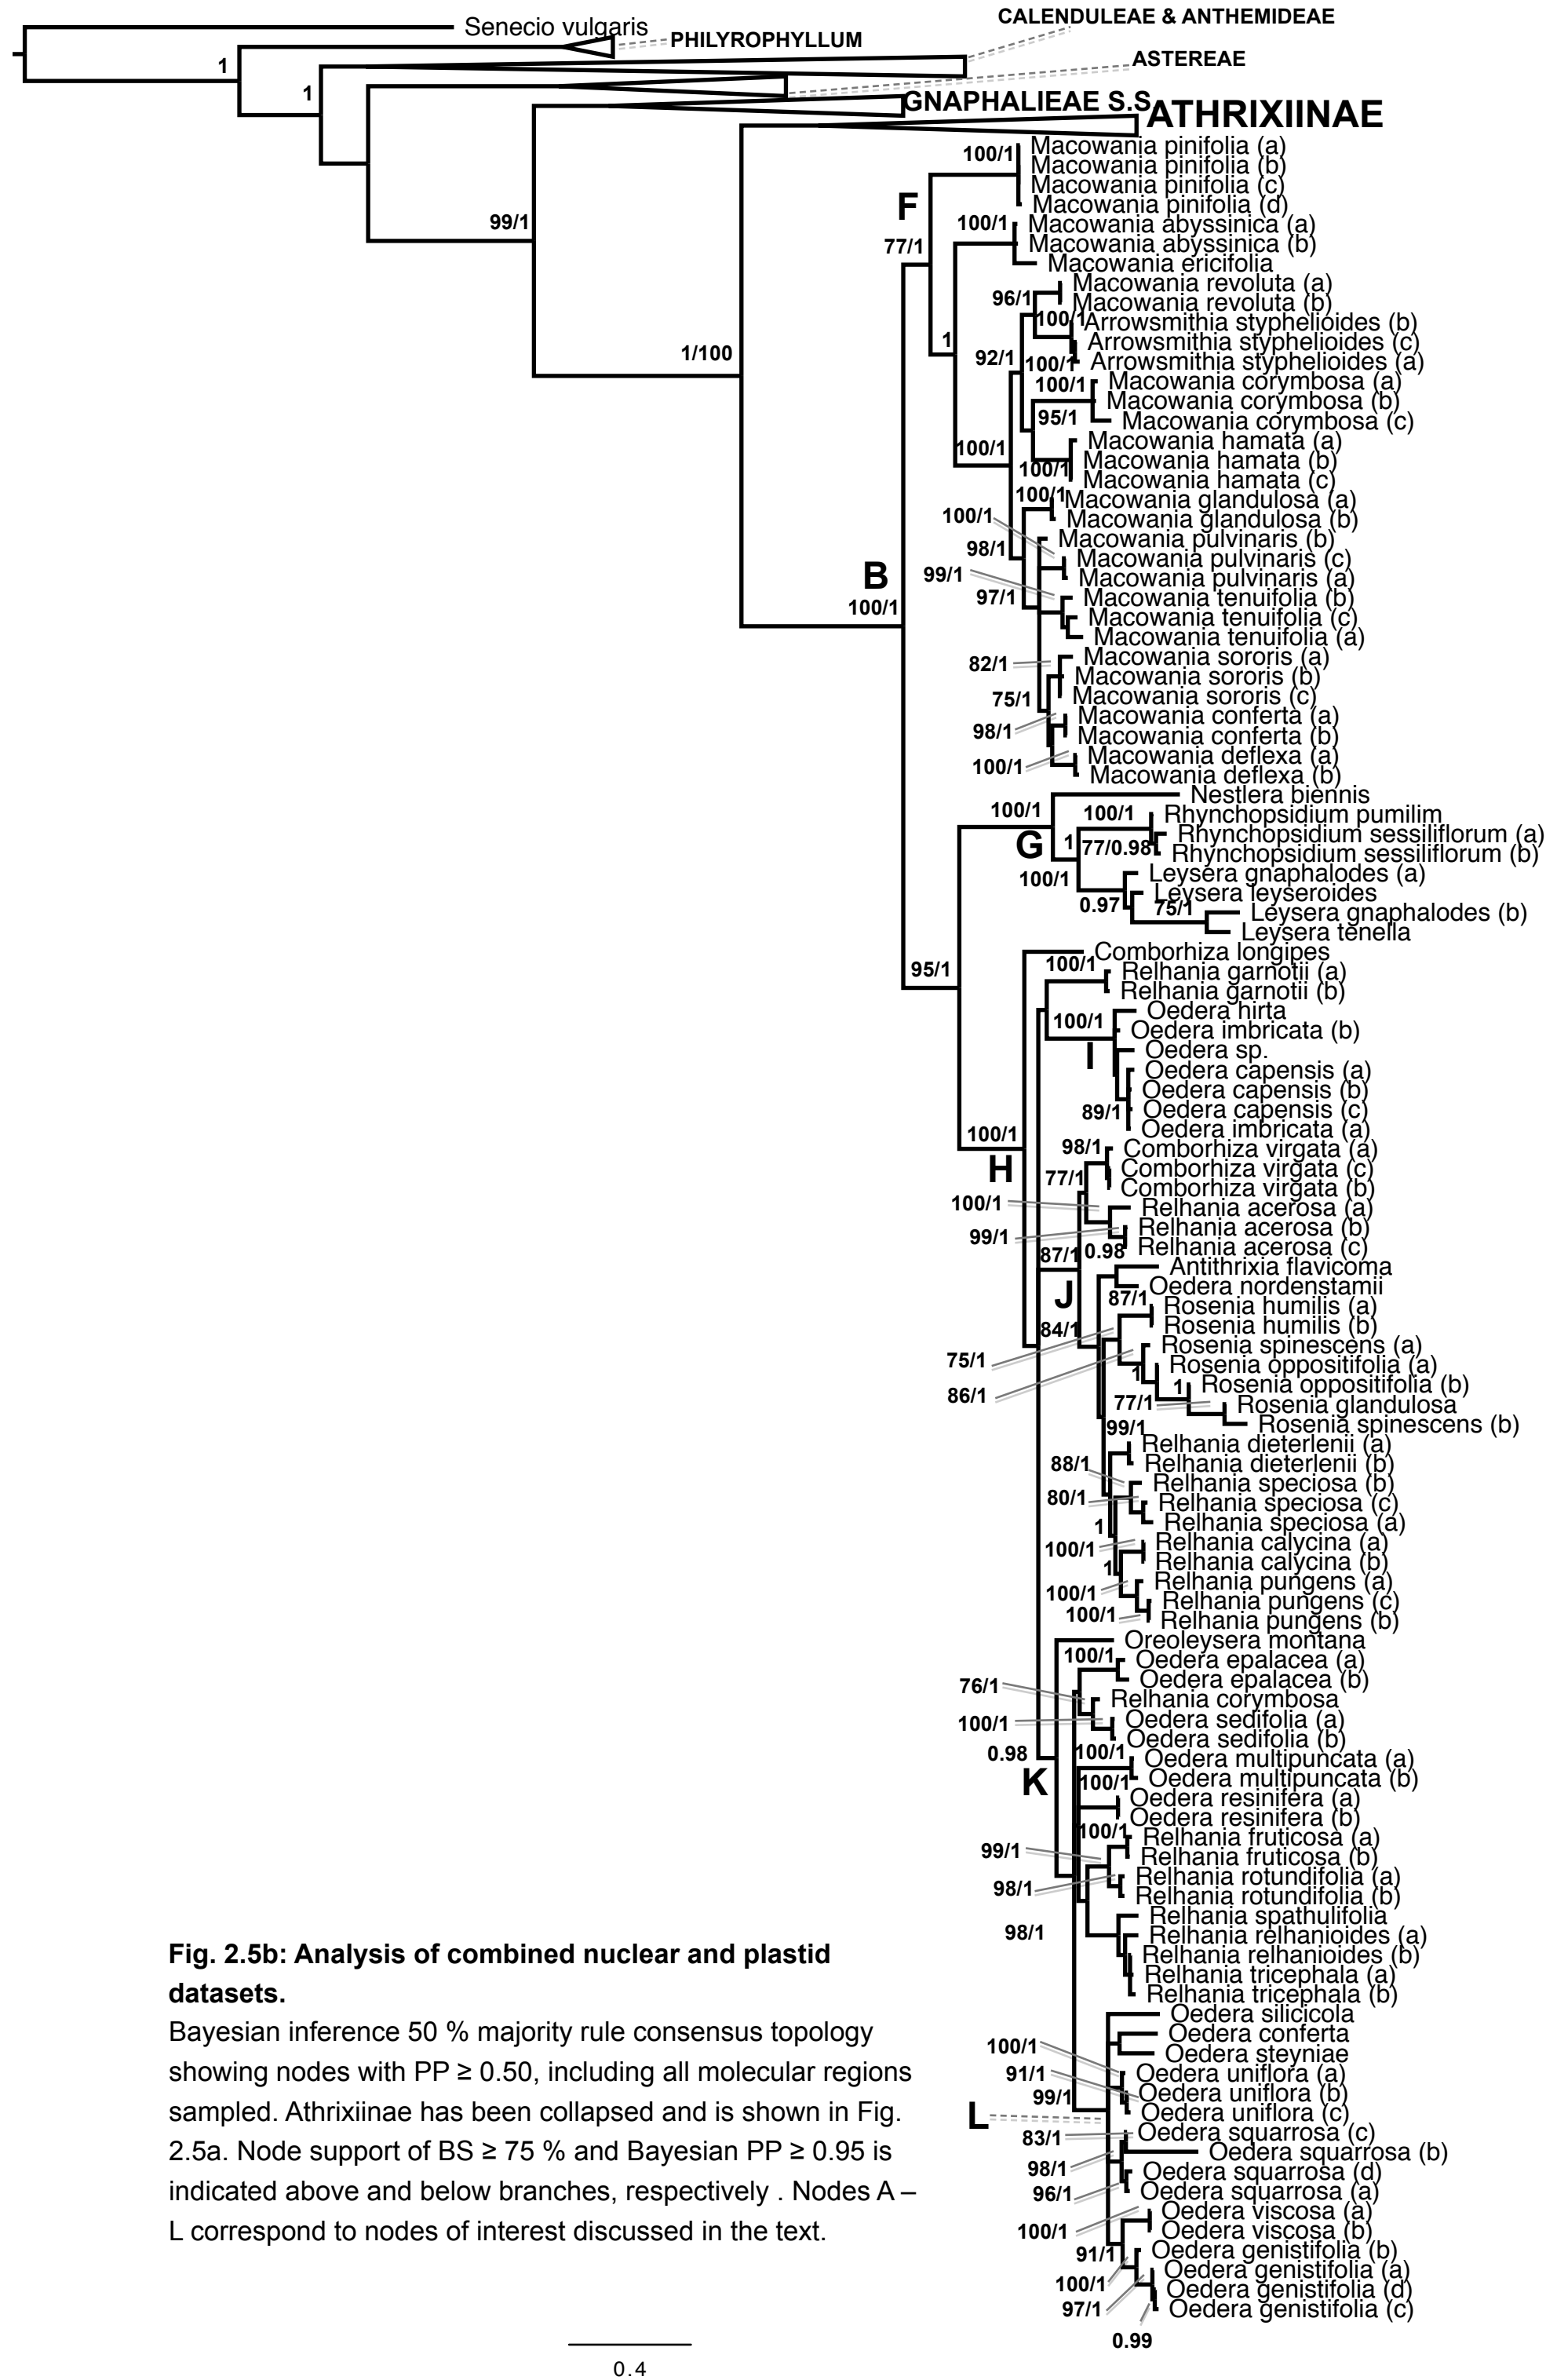 Senecio vulgaris
CALENDULEAE & ANTHEMIDEAE
PHILYROPHYLLUM
1
ASTEREAE
1
GNAPHALIEAE S.S
ATHRIXIINAE
Macowania pinifolia (a)
100/1
Macowania pinifolia (b)
Macowania pinifolia (c)
F
Macowania pinifolia (d)
99/1
100/1
Macowania abyssinica (a)
77/1
Macowania abyssinica (b)
Macowania ericifolia
Macowania revoluta (a)
96/1
Macowania revoluta (b)
100/1
Arrowsmithia styphelioides (b)
1
Arrowsmithia styphelioides (c)
1/100
92/1
100/1
Arrowsmithia styphelioides (a)
100/1
Macowania corymbosa (a)
Macowania corymbosa (b)
95/1
Macowania corymbosa (c)
Macowania hamata (a)
100/1
Macowania hamata (b)
100/1
Macowania hamata (c)
100/1
Macowania glandulosa (a)
100/1
Macowania glandulosa (b)
Macowania pulvinaris (b)
98/1
Macowania pulvinaris (c)
B
99/1
Macowania pulvinaris (a)
100/1
97/1
Macowania tenuifolia (b)
Macowania tenuifolia (c)
Macowania tenuifolia (a)
82/1
Macowania sororis (a)
Macowania sororis (b)
75/1
Macowania sororis (c)
Macowania conferta (a)
98/1
Macowania conferta (b)
Macowania deflexa (a)
100/1
Macowania deflexa (b)
Nestlera biennis
100/1
100/1
Rhynchopsidium pumilim
G
1
Rhynchopsidium sessiliflorum (a)
77/0.98
Rhynchopsidium sessiliflorum (b)
100/1
Leysera gnaphalodes (a)
Leysera leyseroides
0.97
75/1
Leysera gnaphalodes (b)
Leysera tenella
Comborhiza longipes
95/1
100/1
Relhania garnotii (a)
Relhania garnotii (b)
Oedera hirta
100/1
Oedera imbricata (b)
I
Oedera sp.
Oedera capensis (a)
Oedera capensis (b)
89/1
Oedera capensis (c)
100/1
Oedera imbricata (a)
H
98/1
Comborhiza virgata (a)
77/1
Comborhiza virgata (c)
Comborhiza virgata (b)
100/1
Relhania acerosa (a)
99/1
Relhania acerosa (b)
87/1
0.98
Relhania acerosa (c)
Antithrixia flavicoma
J
Oedera nordenstamii
87/1
Rosenia humilis (a)
84/1
Rosenia humilis (b)
75/1
Rosenia spinescens (a)
1
Rosenia oppositifolia (a)
86/1
1
Rosenia oppositifolia (b)
77/1
Rosenia glandulosa
99/1
Rosenia spinescens (b)
Relhania dieterlenii (a)
88/1
Relhania dieterlenii (b)
Relhania speciosa (b)
80/1
Relhania speciosa (c)
1
Relhania speciosa (a)
100/1
Relhania calycina (a)
1
Relhania calycina (b)
100/1
Relhania pungens (a)
Relhania pungens (c)
100/1
Relhania pungens (b)
Oreoleysera montana
100/1
Oedera epalacea (a)
76/1
Oedera epalacea (b)
Relhania corymbosa
100/1
Oedera sedifolia (a)
Oedera sedifolia (b)
0.98
100/1
Oedera multipuncata (a)
K
100/1
Oedera multipuncata (b)
Oedera resinifera (a)
Oedera resinifera (b)
100/1
Relhania fruticosa (a)
99/1
Relhania fruticosa (b)
Relhania rotundifolia (a)
98/1
Relhania rotundifolia (b)
Relhania spathulifolia
98/1
Relhania relhanioides (a)
Relhania relhanioides (b)
Relhania tricephala (a)
Relhania tricephala (b)
Oedera silicicola
Oedera conferta
100/1
Oedera steyniae
91/1
Oedera uniflora (a)
99/1
Oedera uniflora (b)
L
Oedera uniflora (c)
83/1
Oedera squarrosa (c)
Oedera squarrosa (b)
98/1
Oedera squarrosa (d)
96/1
Oedera squarrosa (a)
Oedera viscosa (a)
100/1
Oedera viscosa (b)
91/1
Oedera genistifolia (b)
Oedera genistifolia (a)
100/1
Oedera genistifolia (d)
97/1
Oedera genistifolia (c)
0.99
0.4
Fig. 2.5b: Analysis of combined nuclear and plastid
datasets.
Bayesian inference 50 % majority rule consensus topology
showing nodes with PP ≥ 0.50, including all molecular regions
sampled. Athrixiinae has been collapsed and is shown in Fig.
2.5a. Node support of BS ≥ 75 % and Bayesian PP ≥ 0.95 is
indicated above and below branches, respectively . Nodes A –
L correspond to nodes of interest discussed in the text.